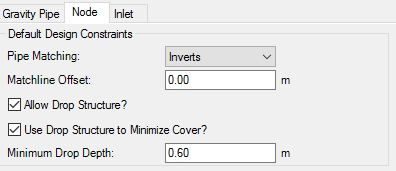 Gravity Pipe Node Inlet
Default Design Constraints
Pipe Matching: Inverts
Matchline Offset: 0.00 m
Allow Drop Structure?
Use Drop Structure to Minimize Cover?
Minimum Drop Depth: 0.60 m